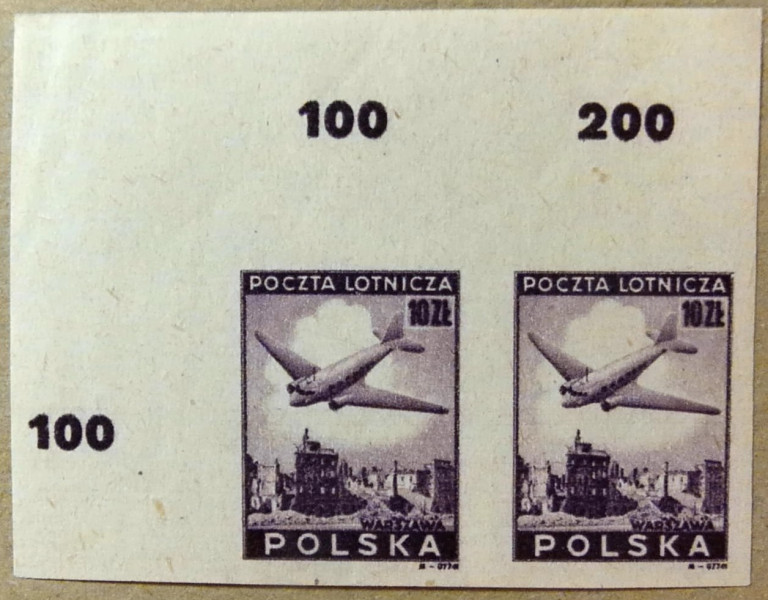 100 200
POCZTA LOTNICZA
10 ZŁ
WARSZAWA
POLSKA
POCZTA LOTNICZA
10 ZŁ
WARSZAWA
POLSKA
100